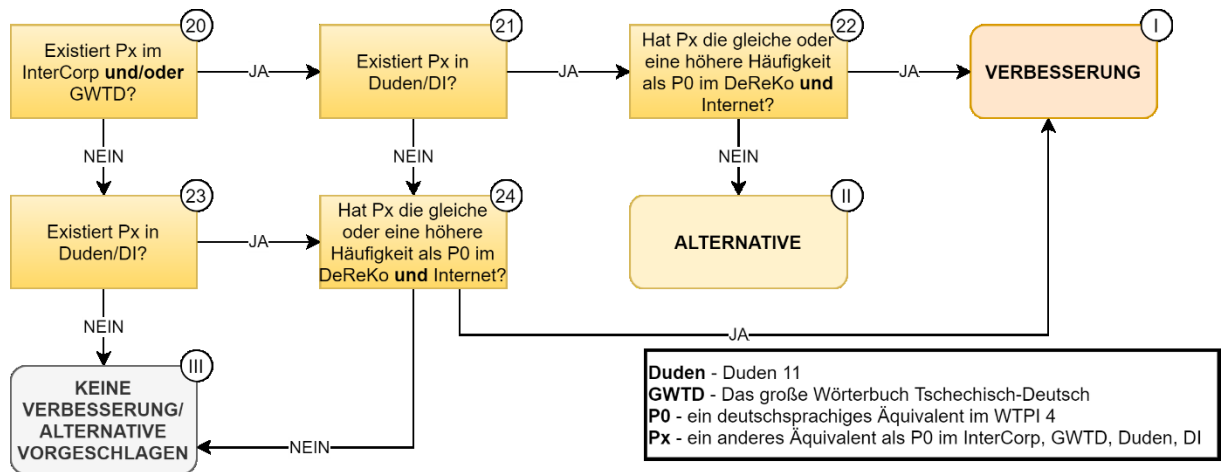 20
Existiert Px im
InterCorp und/oder
GWTD?
JA
21
Existiert Px in
Duden/DI?
JA
22
Hat Px die gleiche oder
eine höhere Häufigkeit
als P0 im DeReKo und
Internet?
JA
I
VERBESSERUNG
NEIN
NEIN
NEIN
23
Existiert Px in
Duden/DI?
JA
24
Hat Px die gleiche
oder eine höhere
Häufigkeit als P0 im
DeReKo und Internet?
II
ALTERNATIVE
NEIN
JA
III
KEINE
VERBESSERUNG/
ALTERNATIVE
VORGESCHLAGEN
NEIN
Duden - Duden 11
GWTD - Das große Wörterbuch Tschechisch-Deutsch
P0 - ein deutschsprachiges Äquivalent im WTPI 4
Px - ein anderes Äquivalent als P0 im InterCorp, GWTD, Duden, DI